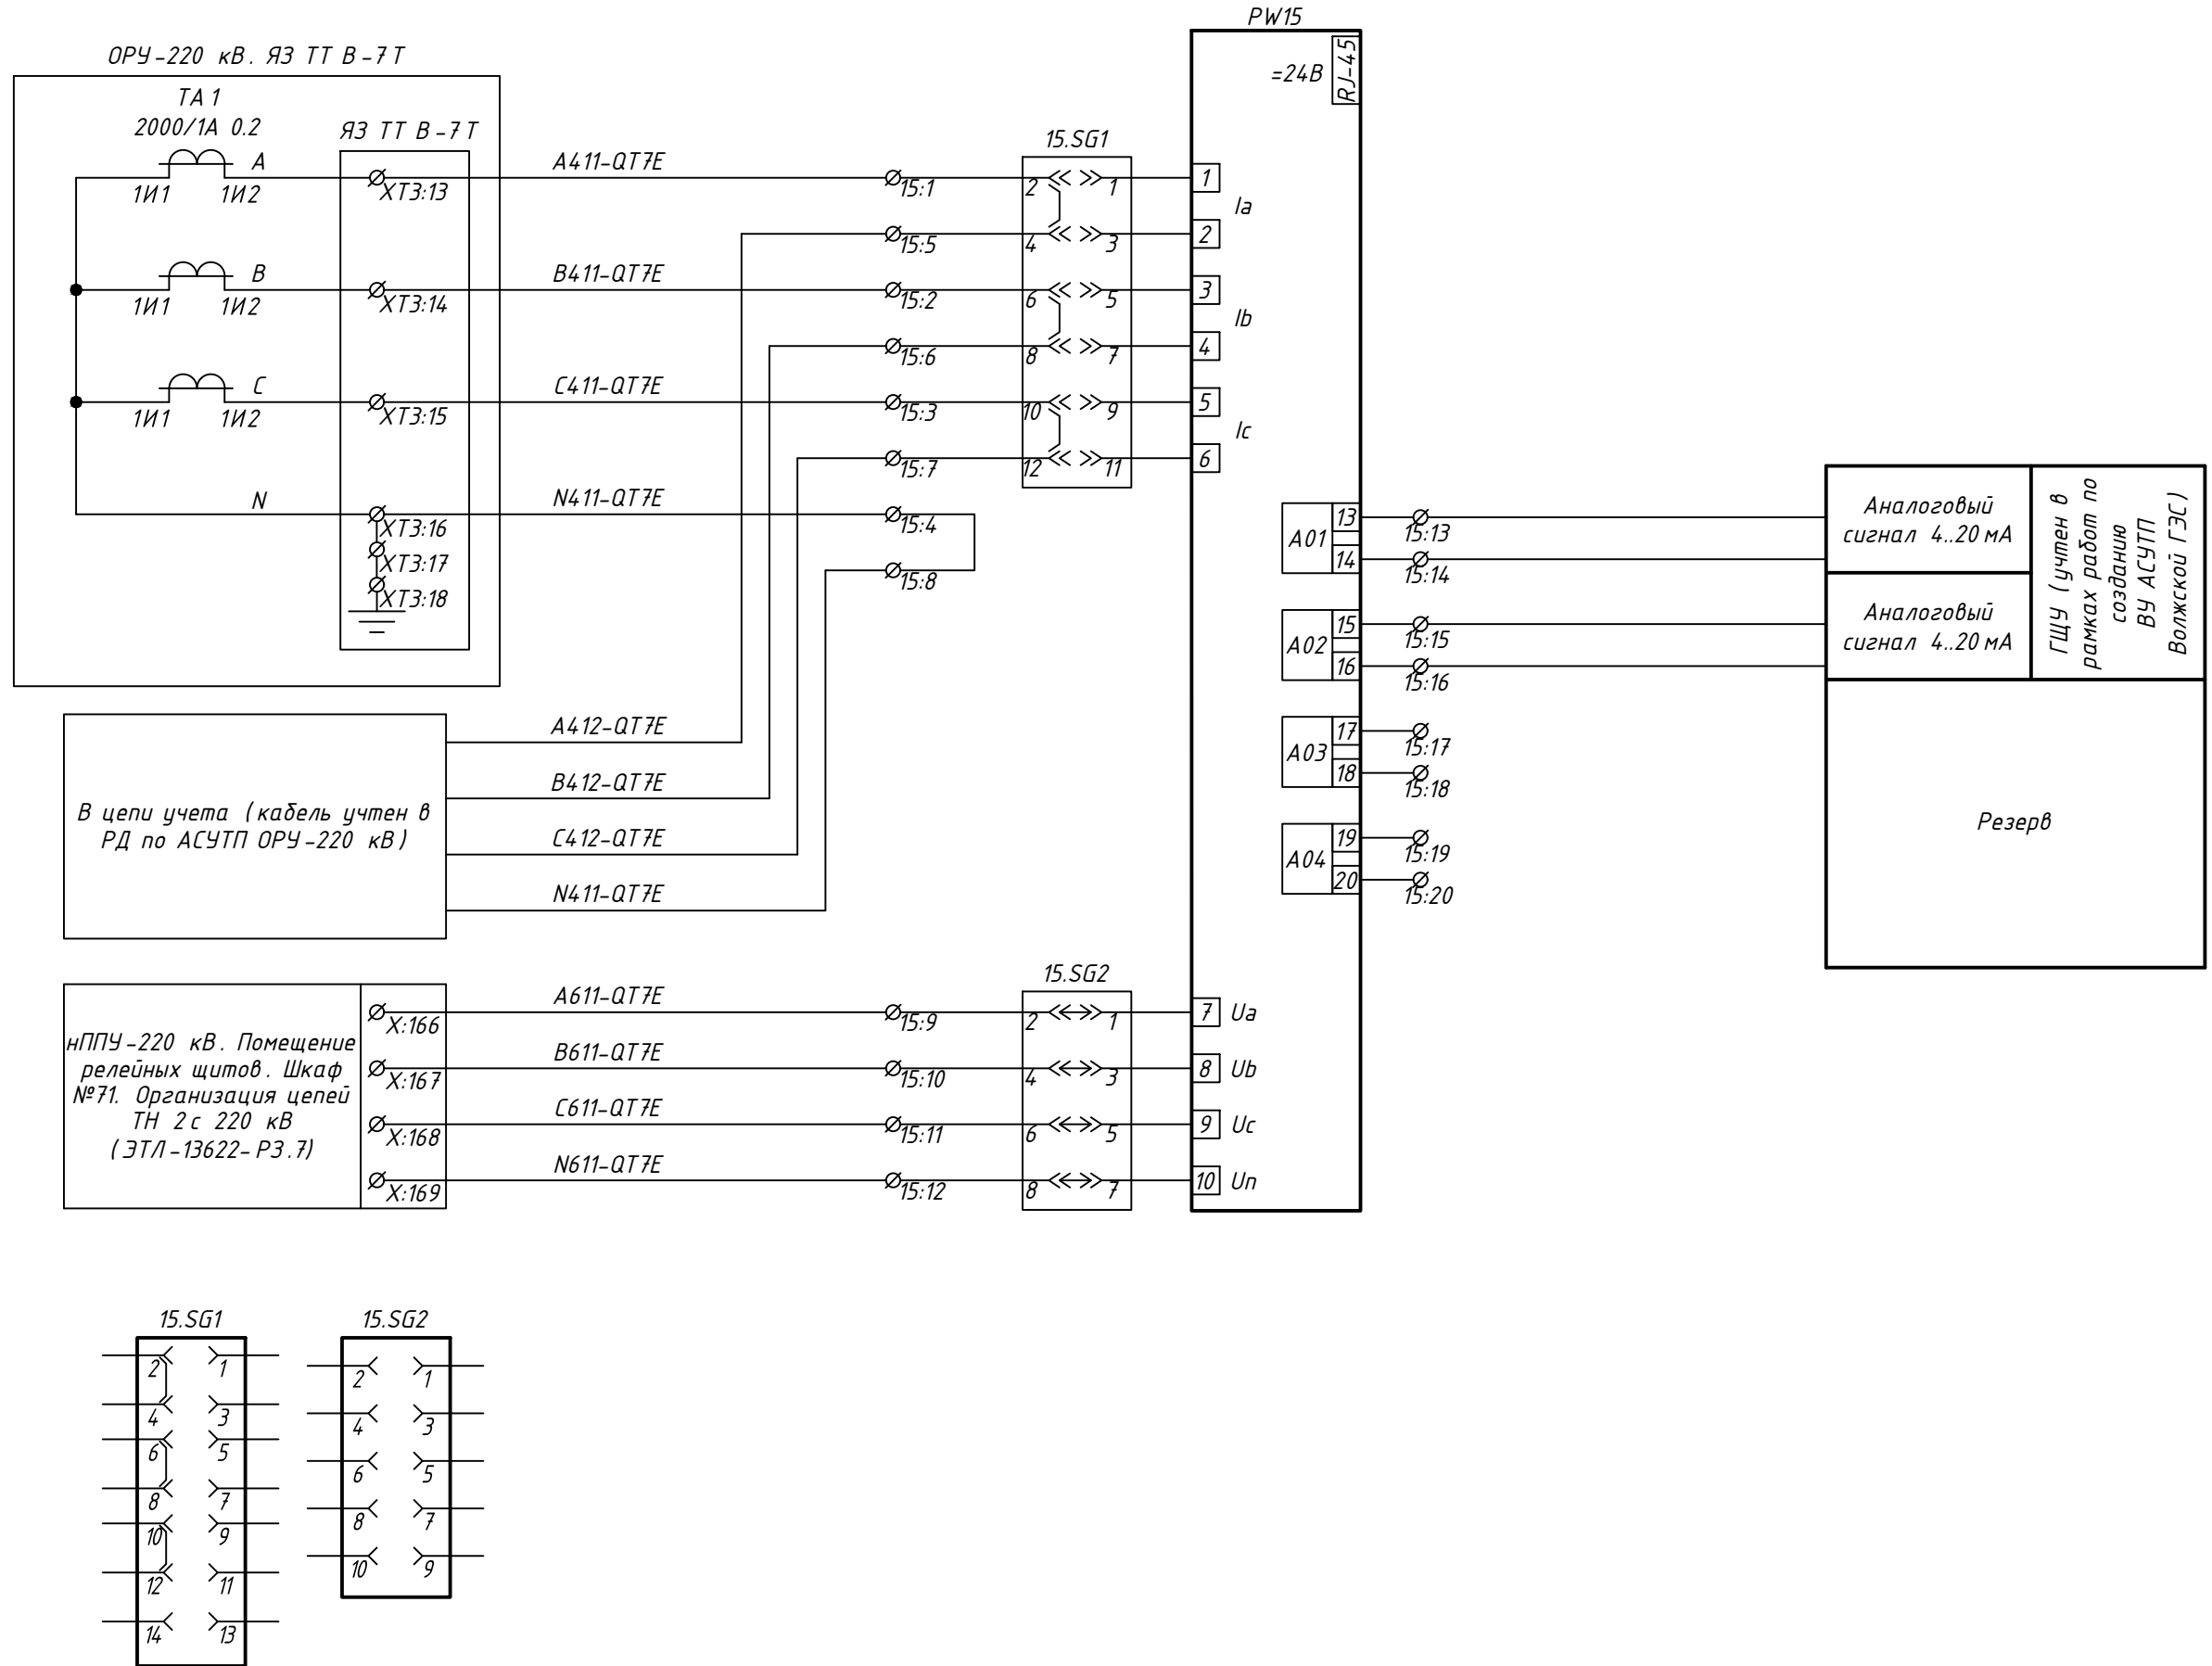 PW15
RJ-45
=24В
ОРУ-220 кВ. ЯЗ ТТ В-7Т
ТА1
2000/1А 0.2
ЯЗ ТТ В-7Т
A
1И1
1И2
XT3:13
A411-QT7E
15:1
15:5
B
1И1
1И2
XT3:14
B411-QT7E
15:2
15:6
C
1И1
1И2
XT3:15
C411-QT7E
15:3
15:7
N
XT3:16
XT3:17
XT3:18
N411-QT7E
15:4
15:8
15.SG1
2
1
4
3
6
5
8
7
10
9
12
11
1
Ia
2
3
Ib
4
5
Ic
6
A01
13
14
15:13
15:14
A02
15
16
15:15
15:16
A03
17
18
15:17
15:18
A04
19
20
15:19
15:20
Аналоговый
сигнал 4..20 мА
Аналоговый
сигнал 4..20 мА
ГЩУ (учтен в
рамках работ по
созданию
ВУ АСУТП
Волжской ГЭС)
Резерв
В цепи учета (кабель учтен в
РД по АСУТП ОРУ-220 кВ)
A412-QT7E
B412-QT7E
C412-QT7E
N411-QT7E
нППУ-220 кВ. Помещение
релейных щитов. Шкаф
№71. Организация цепей
ТН 2с 220 кВ
(ЭТЛ-13622-РЗ.7)
X:166
X:167
X:168
X:169
A611-QT7E
B611-QT7E
C611-QT7E
N611-QT7E
15:9
15:10
15:11
15:12
15.SG2
2
1
4
3
6
5
8
7
7
Ua
8
Ub
9
Uc
10
Un
15.SG1
2
1
4
3
6
5
8
7
10
9
12
11
14
13
15.SG2
2
1
4
3
6
5
8
7
10
9